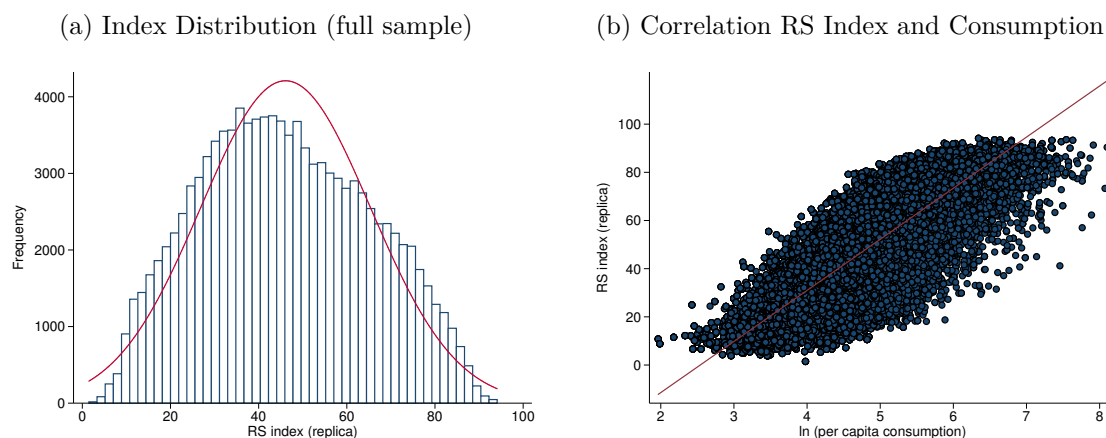 (a) Index Distribution (full sample)
(b) Correlation RS Index and Consumption
4000
3000
2000
1000
0
Frequency
0 20 40 60 80 100
RS index (replica)
100
80
60
40
20
0
RS index (replica)
2 3 4 5 6 7 8
ln (per capita consumption)